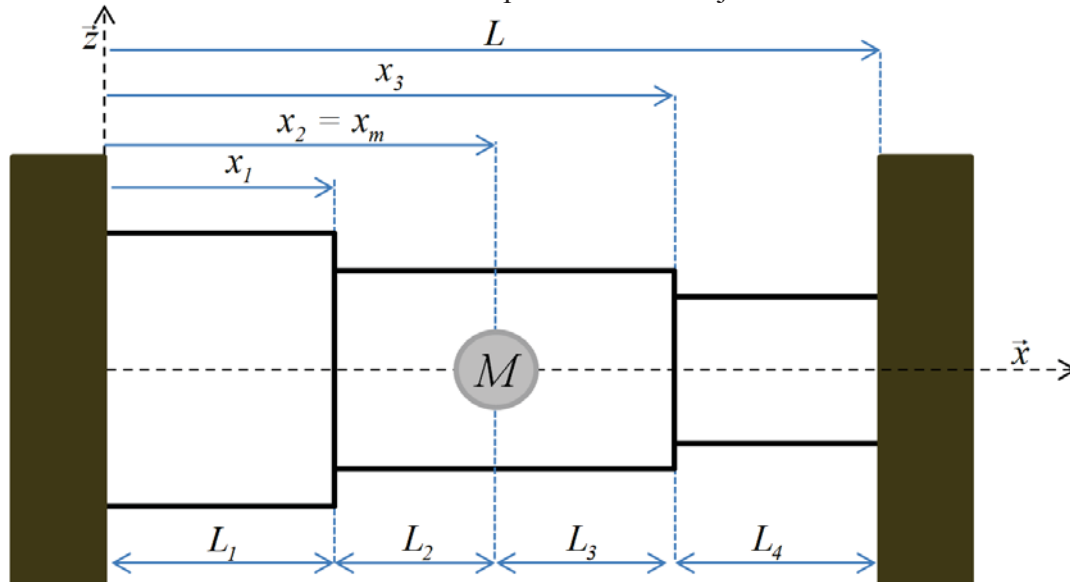 z⃗
L
x₃
x₂ = xₘ
x₁
M
x⃗
L₁
L₂
L₃
L₄